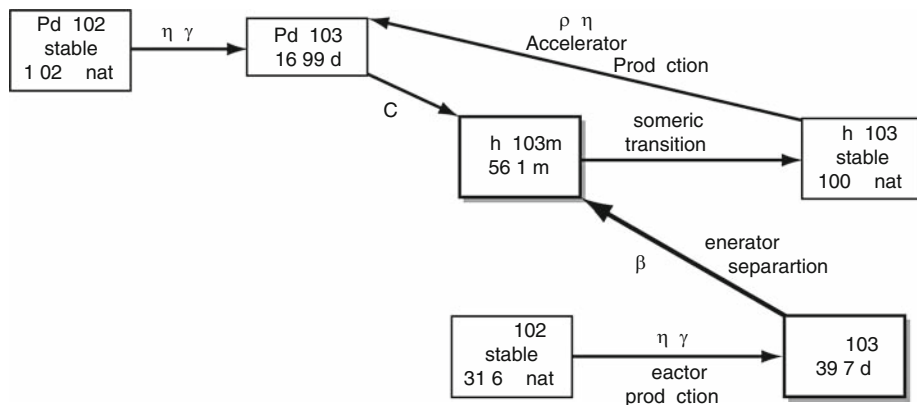 Pd 102
stable
1 02 nat
η γ
Pd 103
16 99 d
ρ η
Accelerator
Prod ction
C
h 103m
56 1 m
someric
transition
h 103
stable
100 nat
β
enerator
separartion
102
stable
31 6 nat
η γ
eactor
prod ction
103
39 7 d